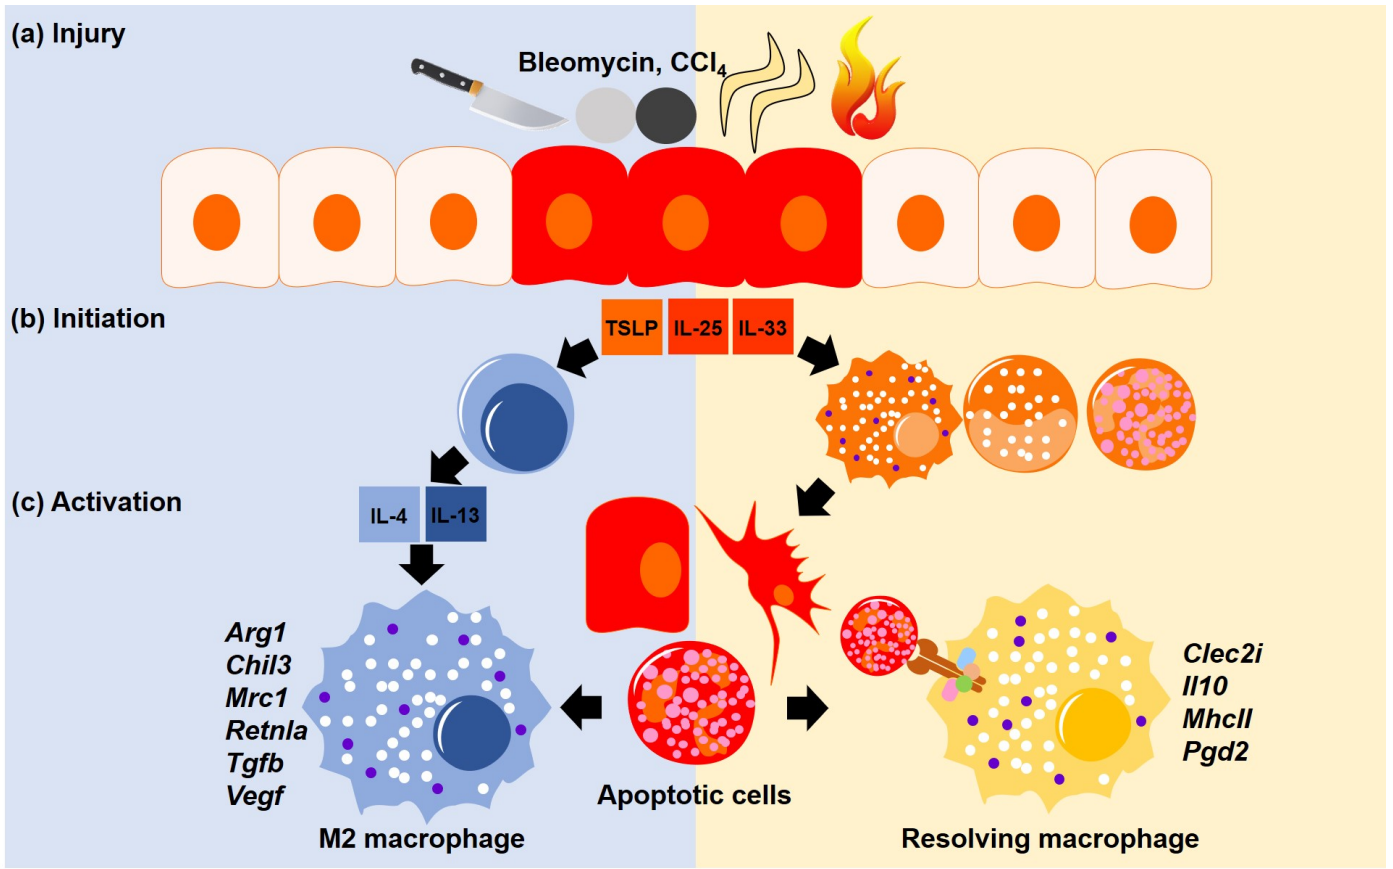 (a) Injury
Bleomycin, CCl₄
(b) Initiation
TSLP IL-25 IL-33
(c) Activation
IL-4 IL-13
Arg1
Chil3
Mrc1
Retnla
Tgfb
Vegf
Clec2i
Il10
MhcII
Pgd2
Apoptotic cells
M2 macrophage
Resolving macrophage